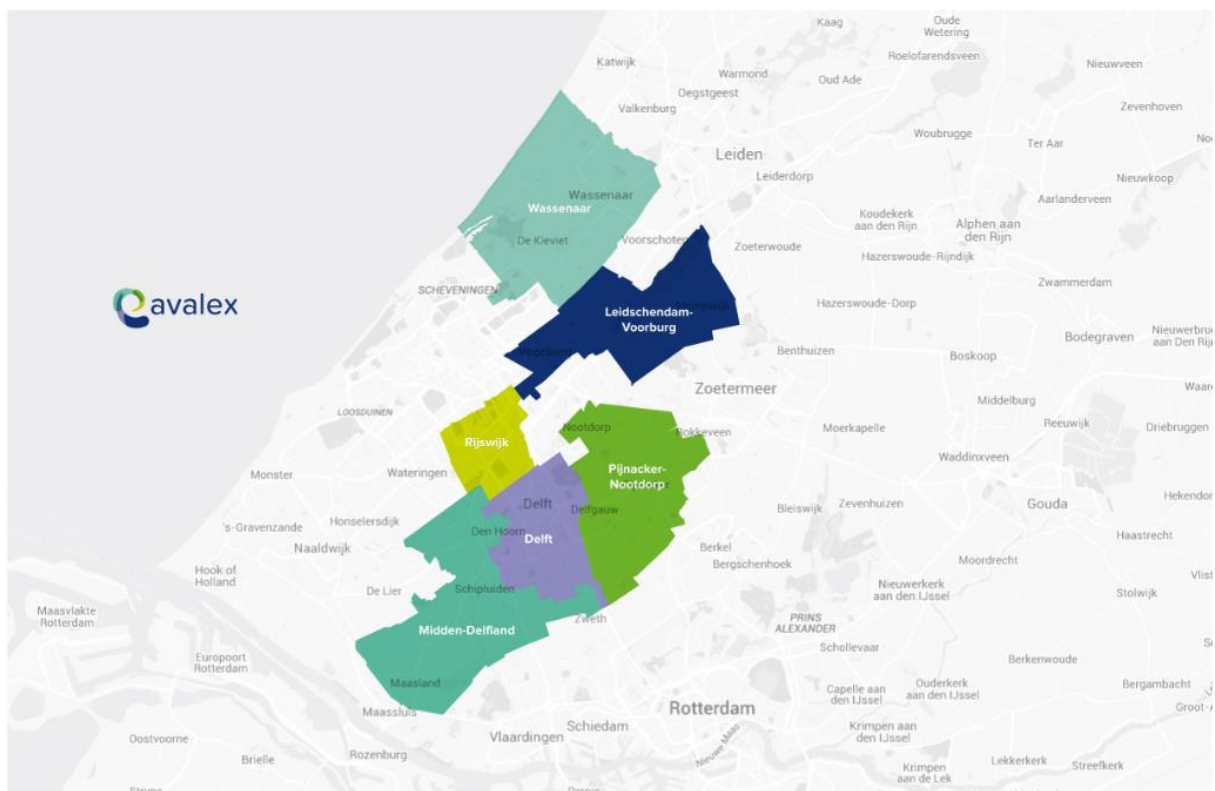 Kaag
Oude
Wetering
Roelofarendsveen
Nieuwveen
Katwijk
Warmond
Oud Ade
Oegstgeest
Valkenburg
Zevenhoven
Woubrugge
Ter Aar
Leiden
Leiderdorp
Nieuwkoop
Wassenaar
Wassenaar
Aarlanderveen
Koudekerk
aan den Rijn
Alphen aan
den Rijn
De Kieviet
Voorschoten
Zoeterwoude
Hazerswoude-Rijndijk
Zwammerdam
SCHEVENINGEN
avalex
Leidschendam-
Voorburg
Stompwijk
Hazerswoude-Dorp
Bodegraven
Voorburg
Benthuizen
Boskoop
Zoetermeer
Middelburg
LOOSDUINEN
Reeuwijk
Driebruggen
Nootdorp
Rokkeveen
Moerkapelle
Rijswijk
Waddinxveen
Monster
Wateringen
Pijnacker-
Nootdorp
Delft
Delfgauw
Bleiswijk
Zevenhuizen
Gouda
's-Gravenzande
Honselersdijk
Den Hoorn
Delft
Haastrecht
Naaldwijk
Berkel
Bergschenhoek
Moordrecht
Hook of
Holland
De Lier
Schipluiden
Nieuwerkerk
aan den IJssel
Stolwijk
Maasvlakte
Rotterdam
Zweth
PRINS
ALEXANDER
Midden-Delfland
Schollevaar
Europoort
Rotterdam
Berkenwoude
Maasland
Capelle aan
den IJssel
Ouderkerk
aan den IJssel
Bergambacht
Maassluis
Rotterdam
Schiedam
Krimpen aan
den IJssel
Oostvoorne
Vlaardingen
Nieuwe Maas
Brielle
Rozenburg
Lekkerkerk
Streefkerk
Krimpen
aan de Lek